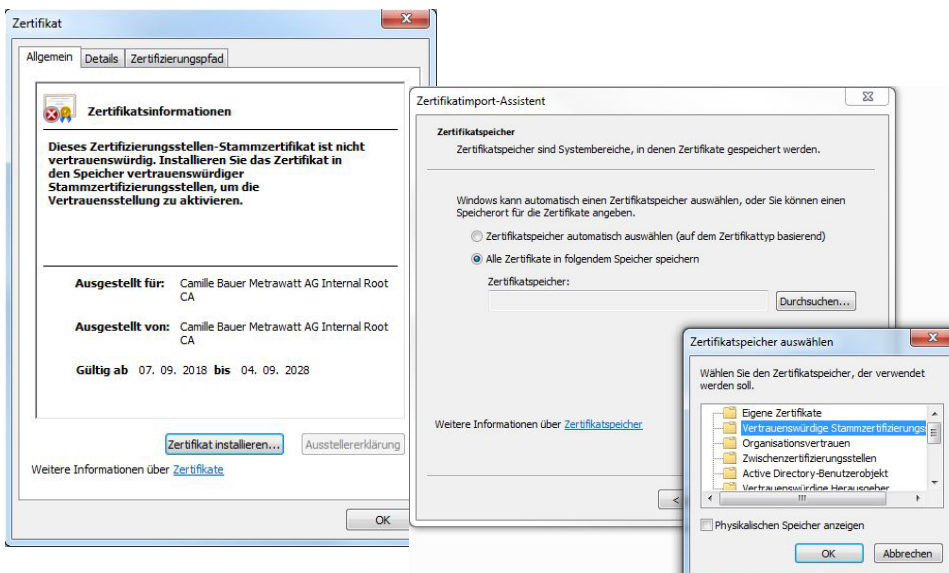 Zertifikat
Allgemein
Details
Zertifizierungspfad
Zertifikatsinformationen
Dieses Zertifizierungsstellen-Stammzertifikat ist nicht
vertrauenswürdig. Installieren Sie das Zertifikat in
den Speicher vertrauenswürdiger
Stammzertifizierungsstellen, um die
Vertrauensstellung zu aktivieren.
Ausgestellt für: Camille Bauer Metrawatt AG Internal Root
CA
Ausgestellt von: Camille Bauer Metrawatt AG Internal Root
CA
Gültig ab 07. 09. 2018 bis 04. 09. 2028
Zertifikat installieren...
Ausstellererklärung
Weitere Informationen über Zertifikate
OK
Zertifikatimport-Assistent
Zertifikatspeicher
Zertifikatspeicher sind Systembereiche, in denen Zertifikate gespeichert werden.
Windows kann automatisch einen Zertifikatspeicher auswählen, oder Sie können einen
Speicherort für die Zertifikate angeben.
Zertifikatspeicher automatisch auswählen (auf dem Zertifikattyp basierend)
Alle Zertifikate in folgendem Speicher speichern
Zertifikatspeicher:
Durchsuchen...
Weitere Informationen über Zertifikatspeicher
<
Zertifikatspeicher auswählen
Wählen Sie den Zertifikatspeicher, der verwendet
werden soll.
Eigene Zertifikate
Vertrauenswürdige Stammzertifizierungs
Organisationsvertrauen
Zwischenzertifizierungsstellen
Active Directory-Benutzerobjekt
Vertrauenswürdige Herausgeber
Physikalischen Speicher anzeigen
OK
Abbrechen